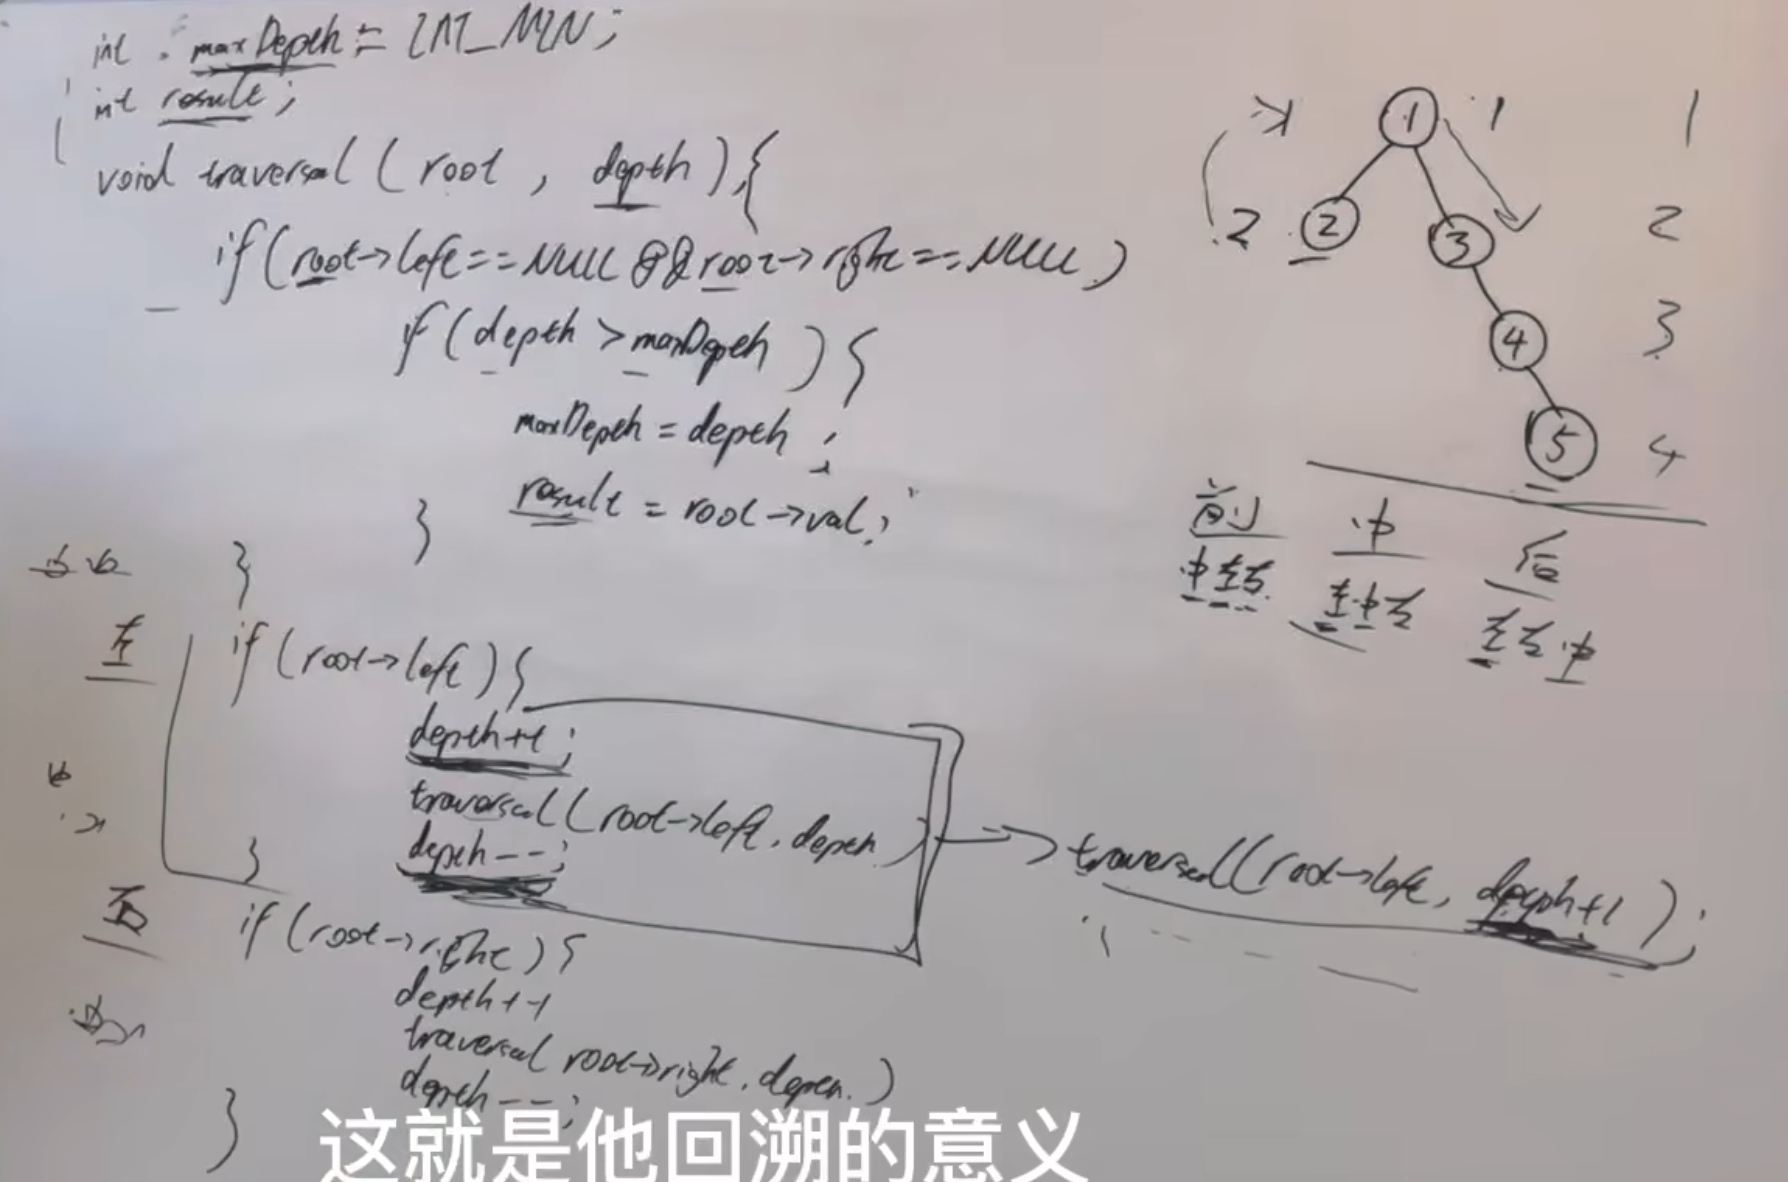 int maxDepth = INT_MIN;
int result;
void traversal (root, depth) {
if (root->left==NULL && root->right==NULL)
if (depth > maxDepth) {
maxDepth = depth ;
result = root->val;
}
}
左
if (root->left) {
depth++;
traversal (root->left, depth)
depth--;
}
右
if (root->right) {
depth++
traversal (root->right, depth.)
depth--;
}
traversal (root->left, depth+1);
1 1 1
2 2 3 2
4 3
5 4
前 中 后
中左右 左中右 左右中
这就是他回溯的意义